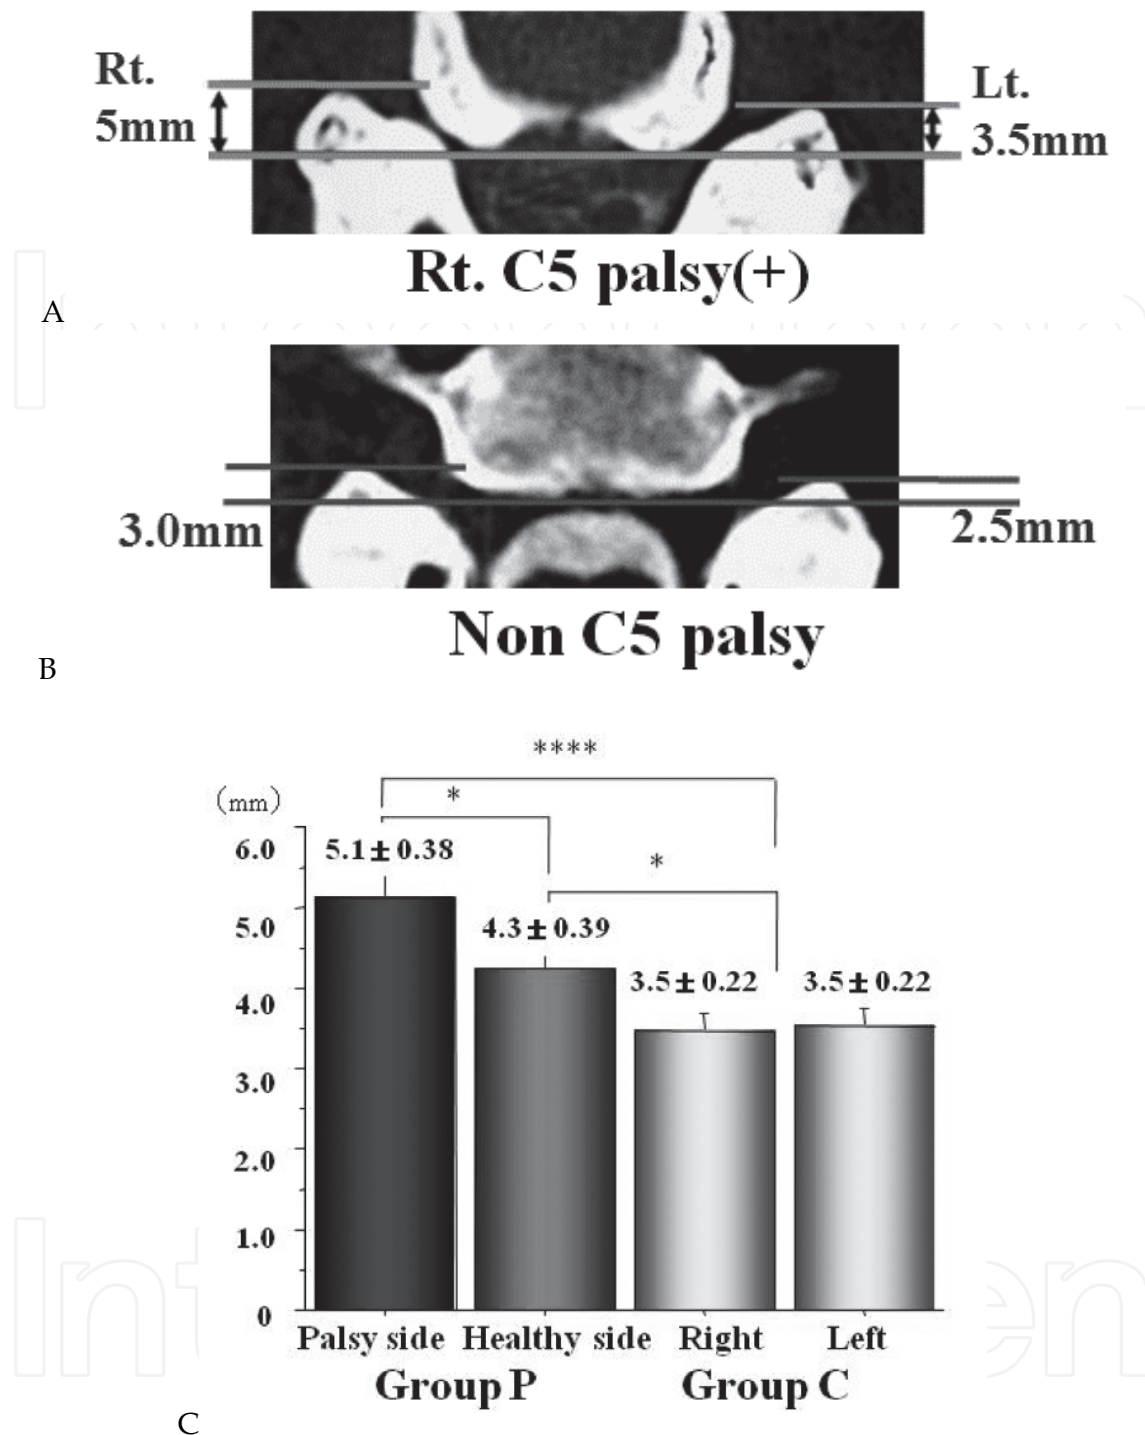 Rt.
5mm
Lt.
3.5mm
Rt. C5 palsy(+)
A
3.0mm
2.5mm
Non C5 palsy
B
****
(mm)
*
6.0
5.1±0.38
*
5.0
4.3±0.39
4.0
3.5±0.22
3.5±0.22
3.0
2.0
1.0
0
Palsy side
Healthy side
Right
Left
Group P
Group C
C